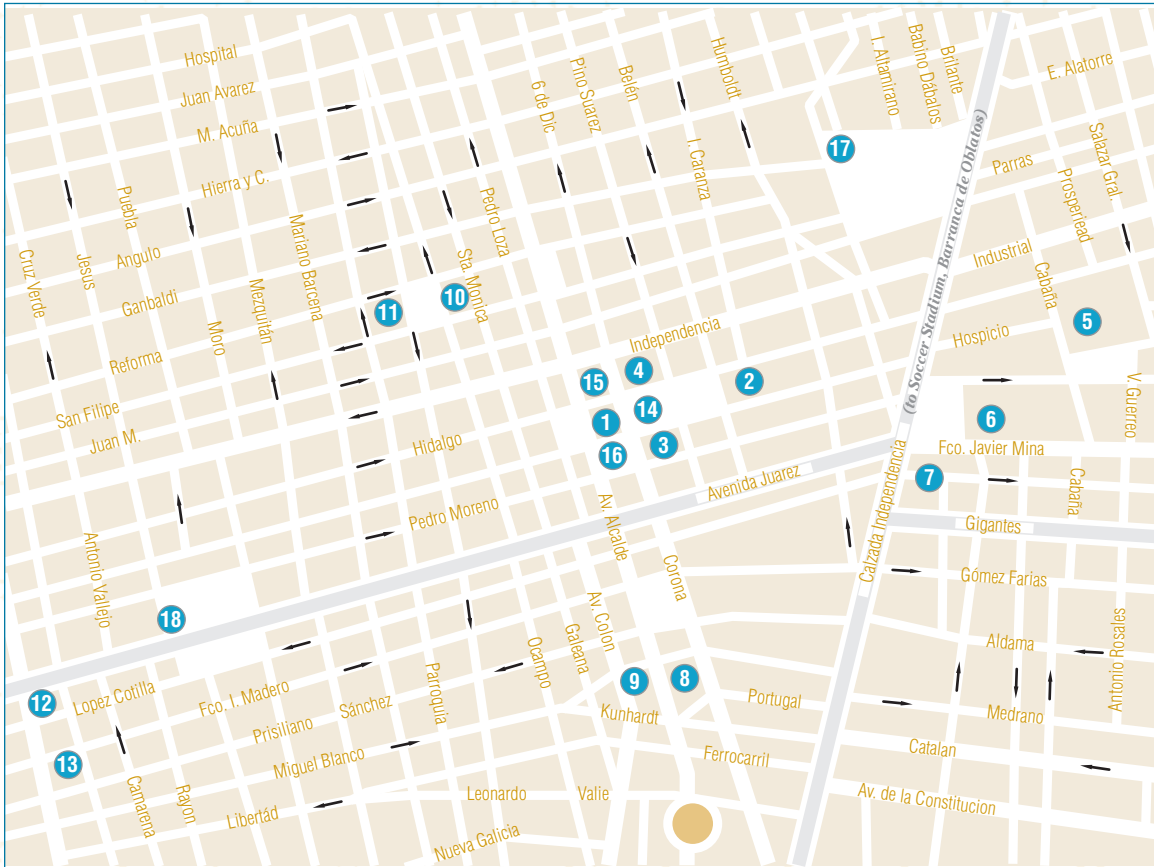 Hospital
Juan Avarez
M. Acuña
Hierra y C.
6 de Dic
Pino Suarez
Belén
Humboldt
I. Caranza
I. Altamirano
Babino Dábalos
Brilante
E. Alatorre
17
Parras
Salazar Gral.
Prosperiead
(to Soccer Stadium, Barranca de Oblatos)
Cruz Verde
Jesus
Puebla
Angulo
Ganbaldi
Reforma
San Filipe
Juan M.
Moro
Mezquitán
Mariano Barcena
Pedro Loza
Sta. Monica
10
11
Industrial
Cabaña
Hospicio
5
Independencia
4
15
2
14
1
16
3
6
V. Guerreo
Hidalgo
Pedro Moreno
Fco. Javier Mina
7
Cabaña
Avenida Juarez
Calzada Independencia
Av. Alcalde
Corona
Gigantes
Gómez Farias
Antonio Vallejo
18
Aldama
Antonio Rosales
Av. Colon
Galeana
Ocampo
Parroquia
12
Lopez Cotilla
Fco. I. Madero
Prisiliano
Sánchez
9
8
Kunhardt
Portugal
Medrano
Catalan
13
Camarena
Rayon
Miguel Blanco
Libertád
Ferrocarril
Leonardo
Valie
Av. de la Constitucion
Nueva Galicia